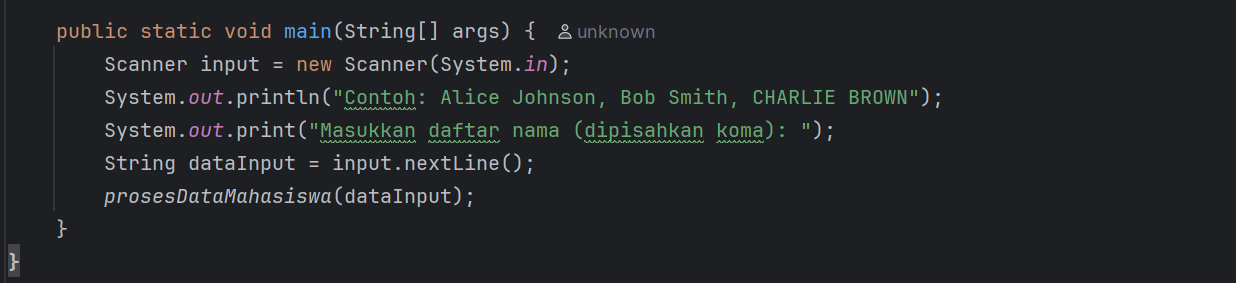 public static void main(String[] args) { unknown
Scanner input = new Scanner(System.in);
System.out.println("Contoh: Alice Johnson, Bob Smith, CHARLIE BROWN");
System.out.print("Masukkan daftar nama (dipisahkan koma): ");
String dataInput = input.nextLine();
prosesDataMahasiswa(dataInput);
}
}